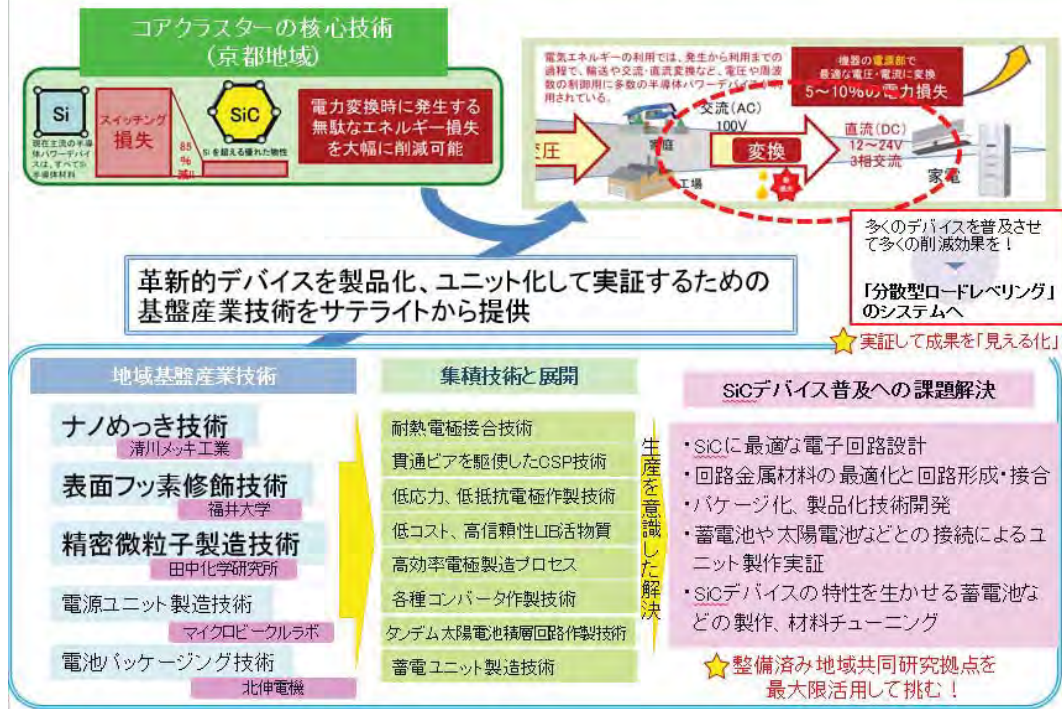 コアクラスターの核心技術
(京都地域)
Si
現在主流の半導
体パワーデバイ
スは、すべてSi
半導体材料
スイッチング
損失
85
%
減!!
SiC
Siを超える優れた物性
電力変換時に発生する
無駄なエネルギー損失
を大幅に削減可能
電気エネルギーの利用では、発生から利用までの
過程で、輸送や交流・直流変換など、電圧や周波
数の制御用に多数の半導体パワーデバイスが利
用されている。
機器の電源部で
最適な電圧・電流に変換
5～10%の電力損失
変圧
家庭
工場
交流(AC)
100V
変換
直流(DC)
12～24V
3相交流
家電
多くのデバイスを普及させ
て多くの削減効果を！
「分散型ロードレベリング」
のシステムへ
実証して成果を「見える化」
革新的デバイスを製品化、ユニット化して実証するための
基盤産業技術をサテライトから提供
地域基盤産業技術
ナノめっき技術
清川メッキ工業
表面フッ素修飾技術
福井大学
精密微粒子製造技術
田中化学研究所
電源ユニット製造技術
マイクロビークルラボ
電池パッケージング技術
北伸電機
集積技術と展開
耐熱電極接合技術
貫通ビアを駆使したCSP技術
低応力、低抵抗電極作製技術
低コスト、高信頼性LIB活物質
高効率電極製造プロセス
各種コンバータ作製技術
タンデム太陽電池積層回路作製技術
蓄電ユニット製造技術
生産を意識した解決
SiCデバイス普及への課題解決
・SiCに最適な電子回路設計
・回路金属材料の最適化と回路形成・接合
・パケージ化、製品化技術開発
・蓄電池や太陽電池などとの接続によるユ
ニット製作実証
・SiCデバイスの特性を生かせる蓄電池な
どの製作、材料チューニング
整備済み地域共同研究拠点を
最大限活用して挑む！